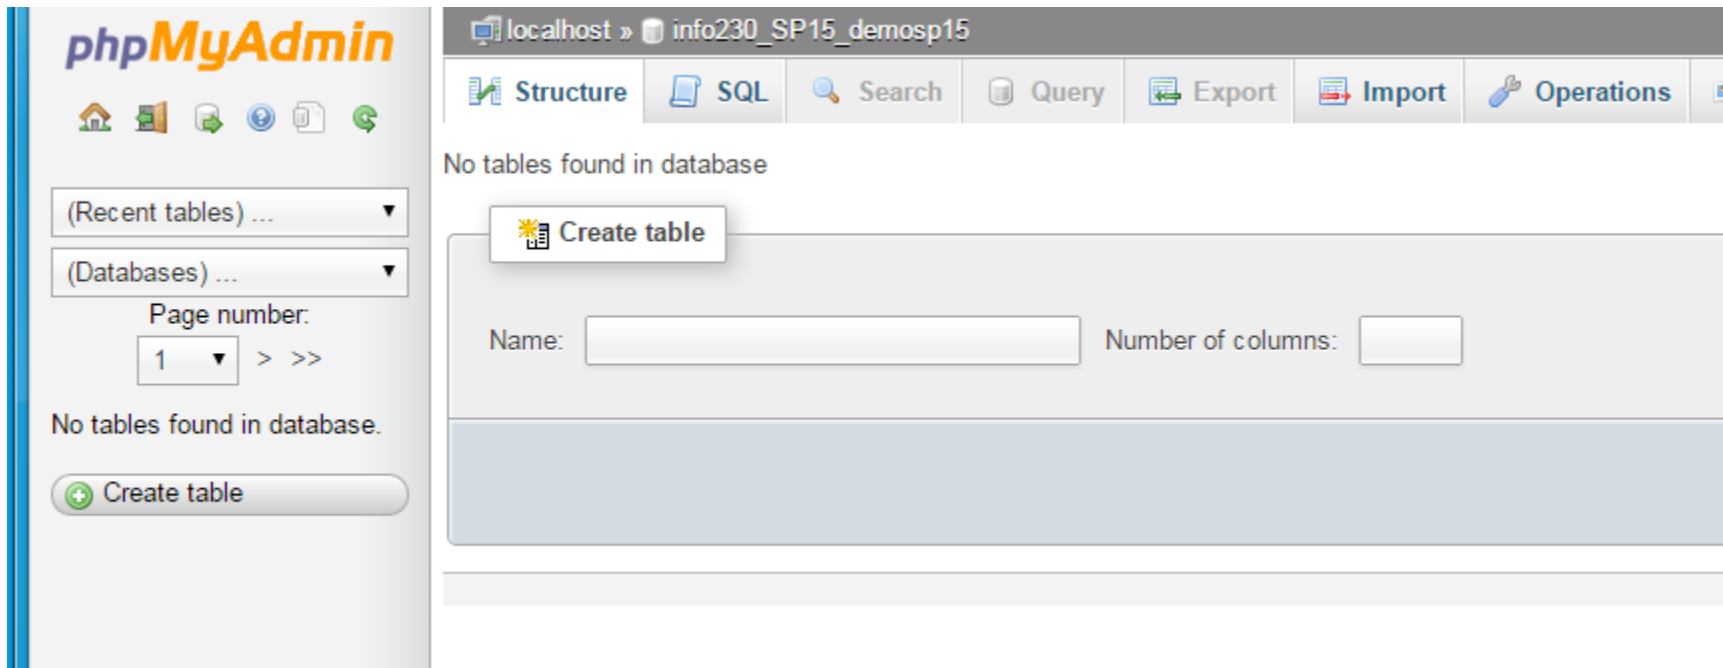 phpMyAdmin
(Recent tables) ...
(Databases) ...
Page number:
1 > >>
No tables found in database.
Create table
localhost » info230_SP15_demosp15
Structure SQL Search Query Export Import Operations
No tables found in database
Create table
Name: Number of columns: